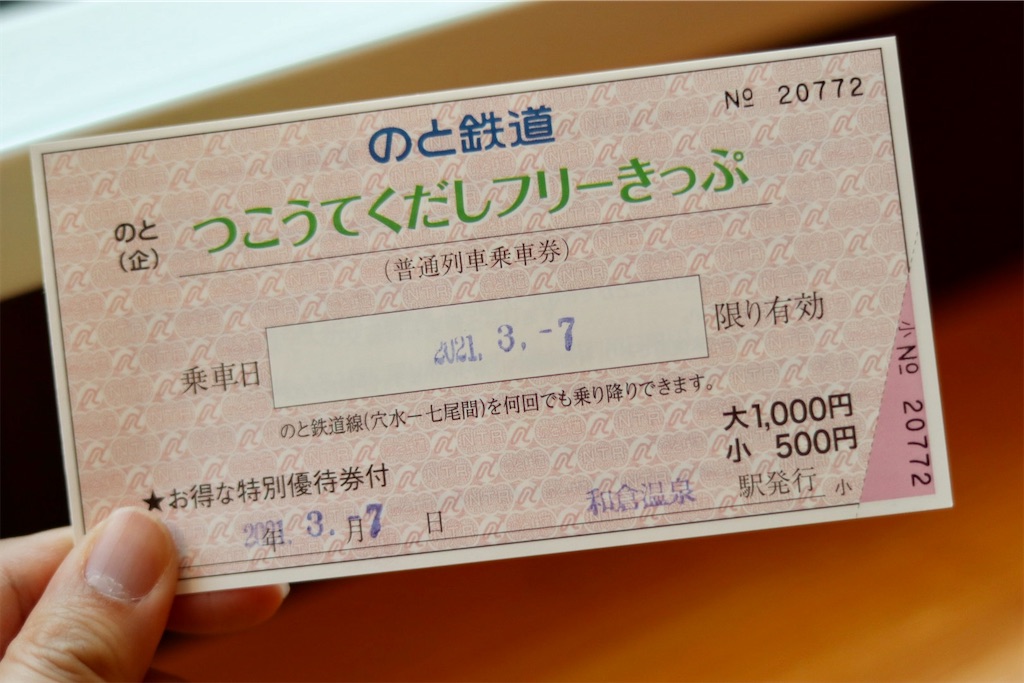 № 20772
のと鉄道
のと
(企)
つこうてくだしフリーきっぷ
(普通列車乗車券)
乗車日 2021. 3. -7 限り有効
のと鉄道線(穴水ー七尾間)を何回でも乗り降りできます。
大1,000円
小 500円
★お得な特別優待券付
2021. 3. -7 年 月 日 和倉温泉 駅発行 小
小 № 20772